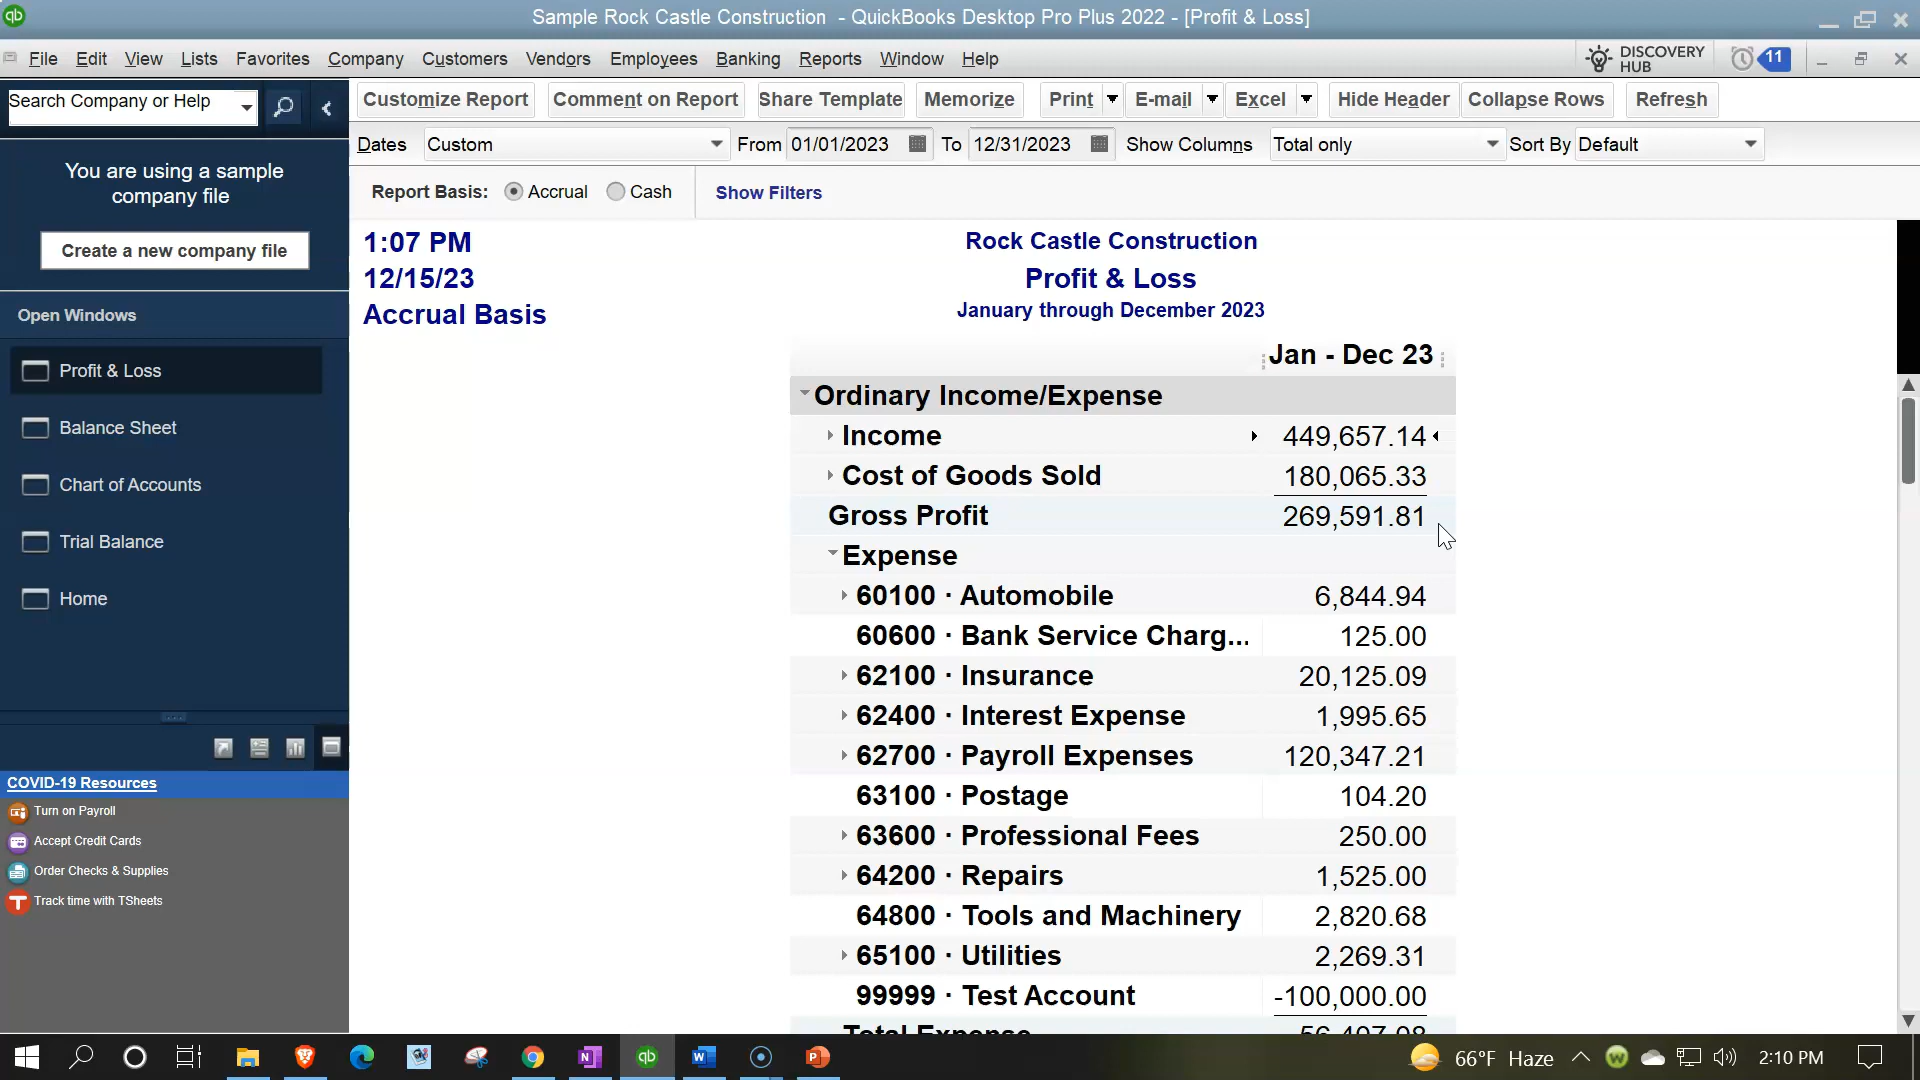 Sample Rock Castle Construction - QuickBooks Desktop Pro Plus 2022 - [Profit & Loss]
File Edit View Lists Favorites Company Customers Vendors Employees Banking Reports Window Help DISCOVERY HUB 11
Search Company or Help
Customize Report Comment on Report Share Template Memorize Print E-mail Excel Hide Header Collapse Rows Refresh
Dates Custom From 01/01/2023 To 12/31/2023 Show Columns Total only Sort By Default
Report Basis: Accrual Cash Show Filters
You are using a sample
company file
Create a new company file
Open Windows
Profit & Loss
Balance Sheet
Chart of Accounts
Trial Balance
Home
COVID-19 Resources
Turn on Payroll
Accept Credit Cards
Order Checks & Supplies
Track time with TSheets
1:07 PM
12/15/23
Accrual Basis
Rock Castle Construction
Profit & Loss
January through December 2023
Jan - Dec 23
Ordinary Income/Expense
Income 449,657.14
Cost of Goods Sold 180,065.33
Gross Profit 269,591.81
Expense
60100 · Automobile 6,844.94
60600 · Bank Service Charg... 125.00
62100 · Insurance 20,125.09
62400 · Interest Expense 1,995.65
62700 · Payroll Expenses 120,347.21
63100 · Postage 104.20
63600 · Professional Fees 250.00
64200 · Repairs 1,525.00
64800 · Tools and Machinery 2,820.68
65100 · Utilities 2,269.31
99999 · Test Account -100,000.00
Total Expense
66°F Haze 2:10 PM